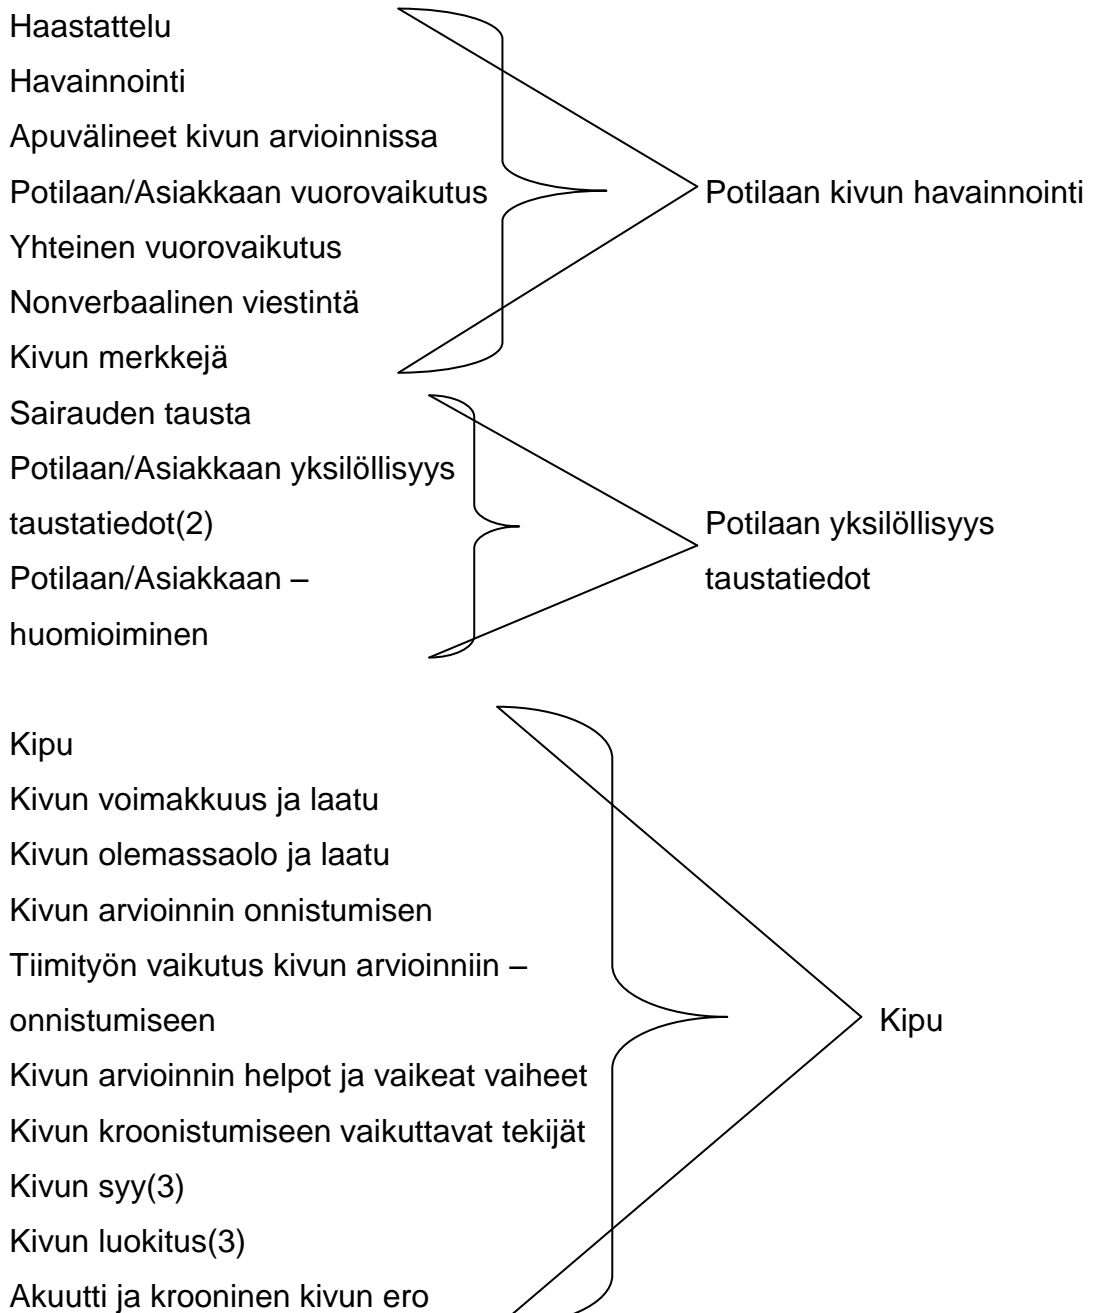 Haastattelu
Havainnointi
Apuvälineet kivun arvioinnissa
Potilaan/Asiakkaan vuorovaikutus
Yhteinen vuorovaikutus
Nonverbaalinen viestintä
Kivun merkkejä
Potilaan kivun havainnointi
Sairauden tausta
Potilaan/Asiakkaan yksilöllisyys
taustatiedot(2)
Potilaan/Asiakkaan –
huomioiminen
Potilaan yksilöllisyys
taustatiedot
Kipu
Kivun voimakkuus ja laatu
Kivun olemassaolo ja laatu
Kivun arvioinnin onnistumisen
Tiimityön vaikutus kivun arvioinniin –
onnistumiseen
Kivun arvioinnin helpot ja vaikeat vaiheet
Kivun kroonistumiseen vaikuttavat tekijät
Kivun syy(3)
Kivun luokitus(3)
Akuutti ja krooninen kivun ero
Kipu